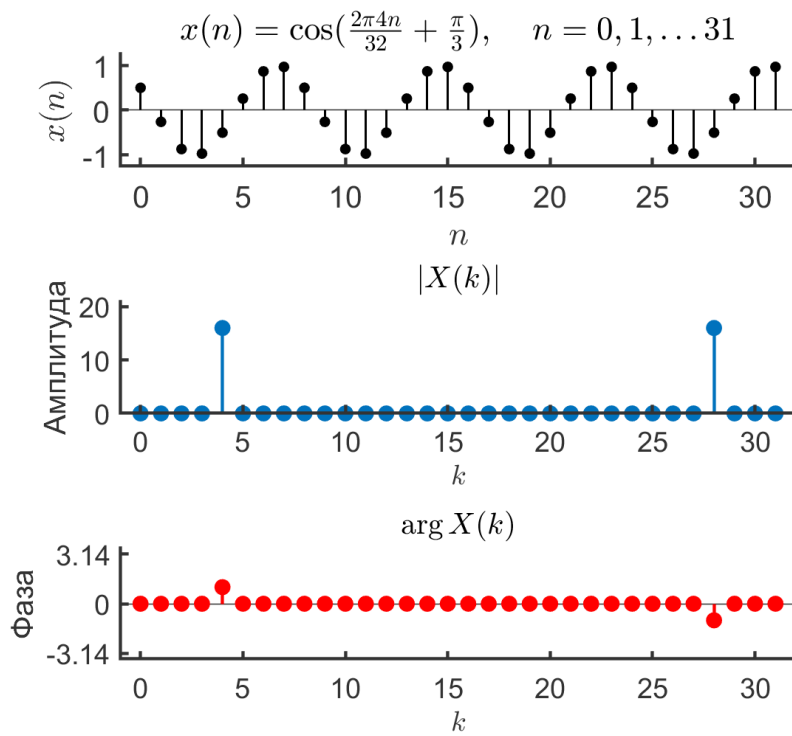 x(n) = cos(2π4n/32 + π/3), n = 0, 1, … 31
x(n)
1
0
-1
0 5 10 15 20 25 30
n
|X(k)|
Амплитуда
20
10
0
0 5 10 15 20 25 30
k
arg X(k)
Фаза
3.14
0
-3.14
0 5 10 15 20 25 30
k